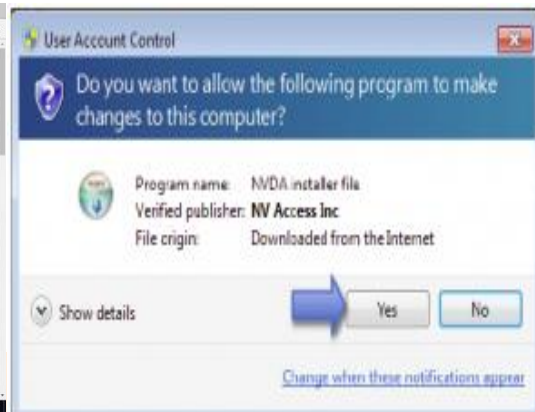 User Account Control
Do you want to allow the following program to make
changes to this computer?
Program name: NVDA installer file
Verified publisher: NV Access Inc
File origin: Downloaded from the Internet
Show details
Yes
No
Change when these notifications appear